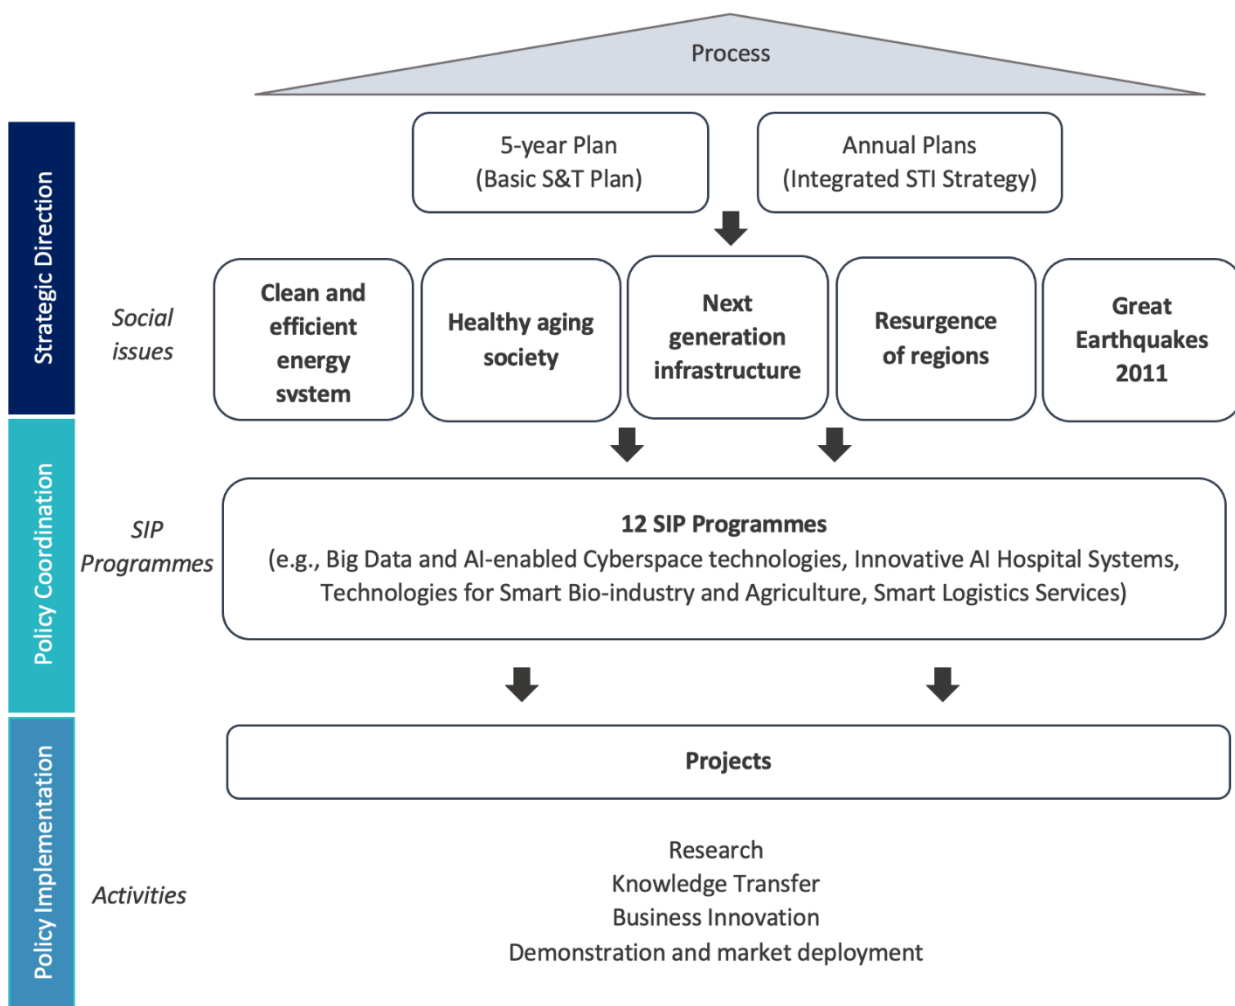 Process
Strategic Direction
5-year Plan
(Basic S&T Plan)
Annual Plans
(Integrated STI Strategy)
Social
issues
Clean and
efficient
energy
system
Healthy aging
society
Next
generation
infrastructure
Resurgence
of regions
Great
Earthquakes
2011
Policy Coordination
SIP
Programmes
12 SIP Programmes
(e.g., Big Data and AI-enabled Cyberspace technologies, Innovative AI Hospital Systems,
Technologies for Smart Bio-industry and Agriculture, Smart Logistics Services)
Policy Implementation
Projects
Activities
Research
Knowledge Transfer
Business Innovation
Demonstration and market deployment